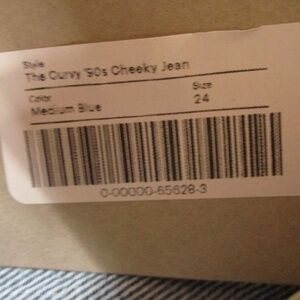 Style
The Curvy '90s Cheeky Jean
Color Size
Medium Blue 24
0-00000-65628-3